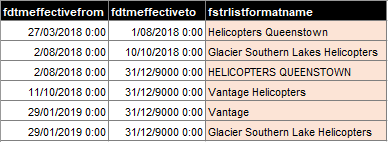 fdtmeffectivefrom fdtmeffectiveto fstrlistformatname
27/03/2018 0:00 1/08/2018 0:00 Helicopters Queenstown
2/08/2018 0:00 10/10/2018 0:00 Glacier Southern Lakes Helicopters
2/08/2018 0:00 31/12/9000 0:00 HELICOPTERS QUEENSTOWN
11/10/2018 0:00 31/12/9000 0:00 Vantage Helicopters
29/01/2019 0:00 31/12/9000 0:00 Vantage
29/01/2019 0:00 31/12/9000 0:00 Glacier Southern Lake Helicopters